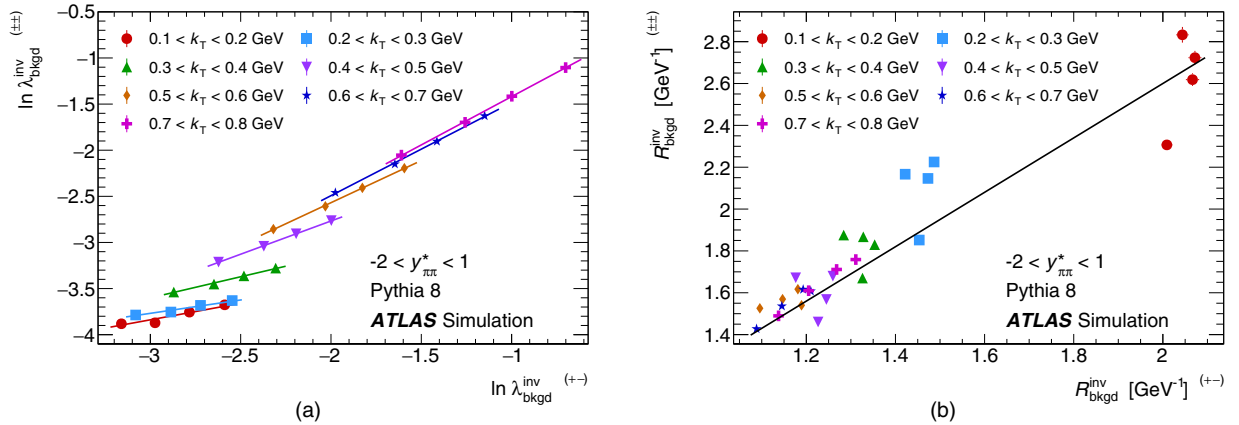 ln λ^inv_bkgd (±±)
0.1 < k_T < 0.2 GeV
0.2 < k_T < 0.3 GeV
0.3 < k_T < 0.4 GeV
0.4 < k_T < 0.5 GeV
0.5 < k_T < 0.6 GeV
0.6 < k_T < 0.7 GeV
0.7 < k_T < 0.8 GeV
-0.5
−1
−1.5
−2
−2.5
−3
−3.5
−4
-2 < y*_ππ < 1
Pythia 8
ATLAS Simulation
−3 −2.5 −2 −1.5 −1
ln λ^inv_bkgd (+−)
(a)
R^inv_bkgd [GeV⁻¹] (±±)
0.1 < k_T < 0.2 GeV
0.2 < k_T < 0.3 GeV
0.3 < k_T < 0.4 GeV
0.4 < k_T < 0.5 GeV
0.5 < k_T < 0.6 GeV
0.6 < k_T < 0.7 GeV
0.7 < k_T < 0.8 GeV
2.8
2.6
2.4
2.2
2
1.8
1.6
1.4
-2 < y*_ππ < 1
Pythia 8
ATLAS Simulation
1.2 1.4 1.6 1.8 2
R^inv_bkgd [GeV⁻¹] (+−)
(b)